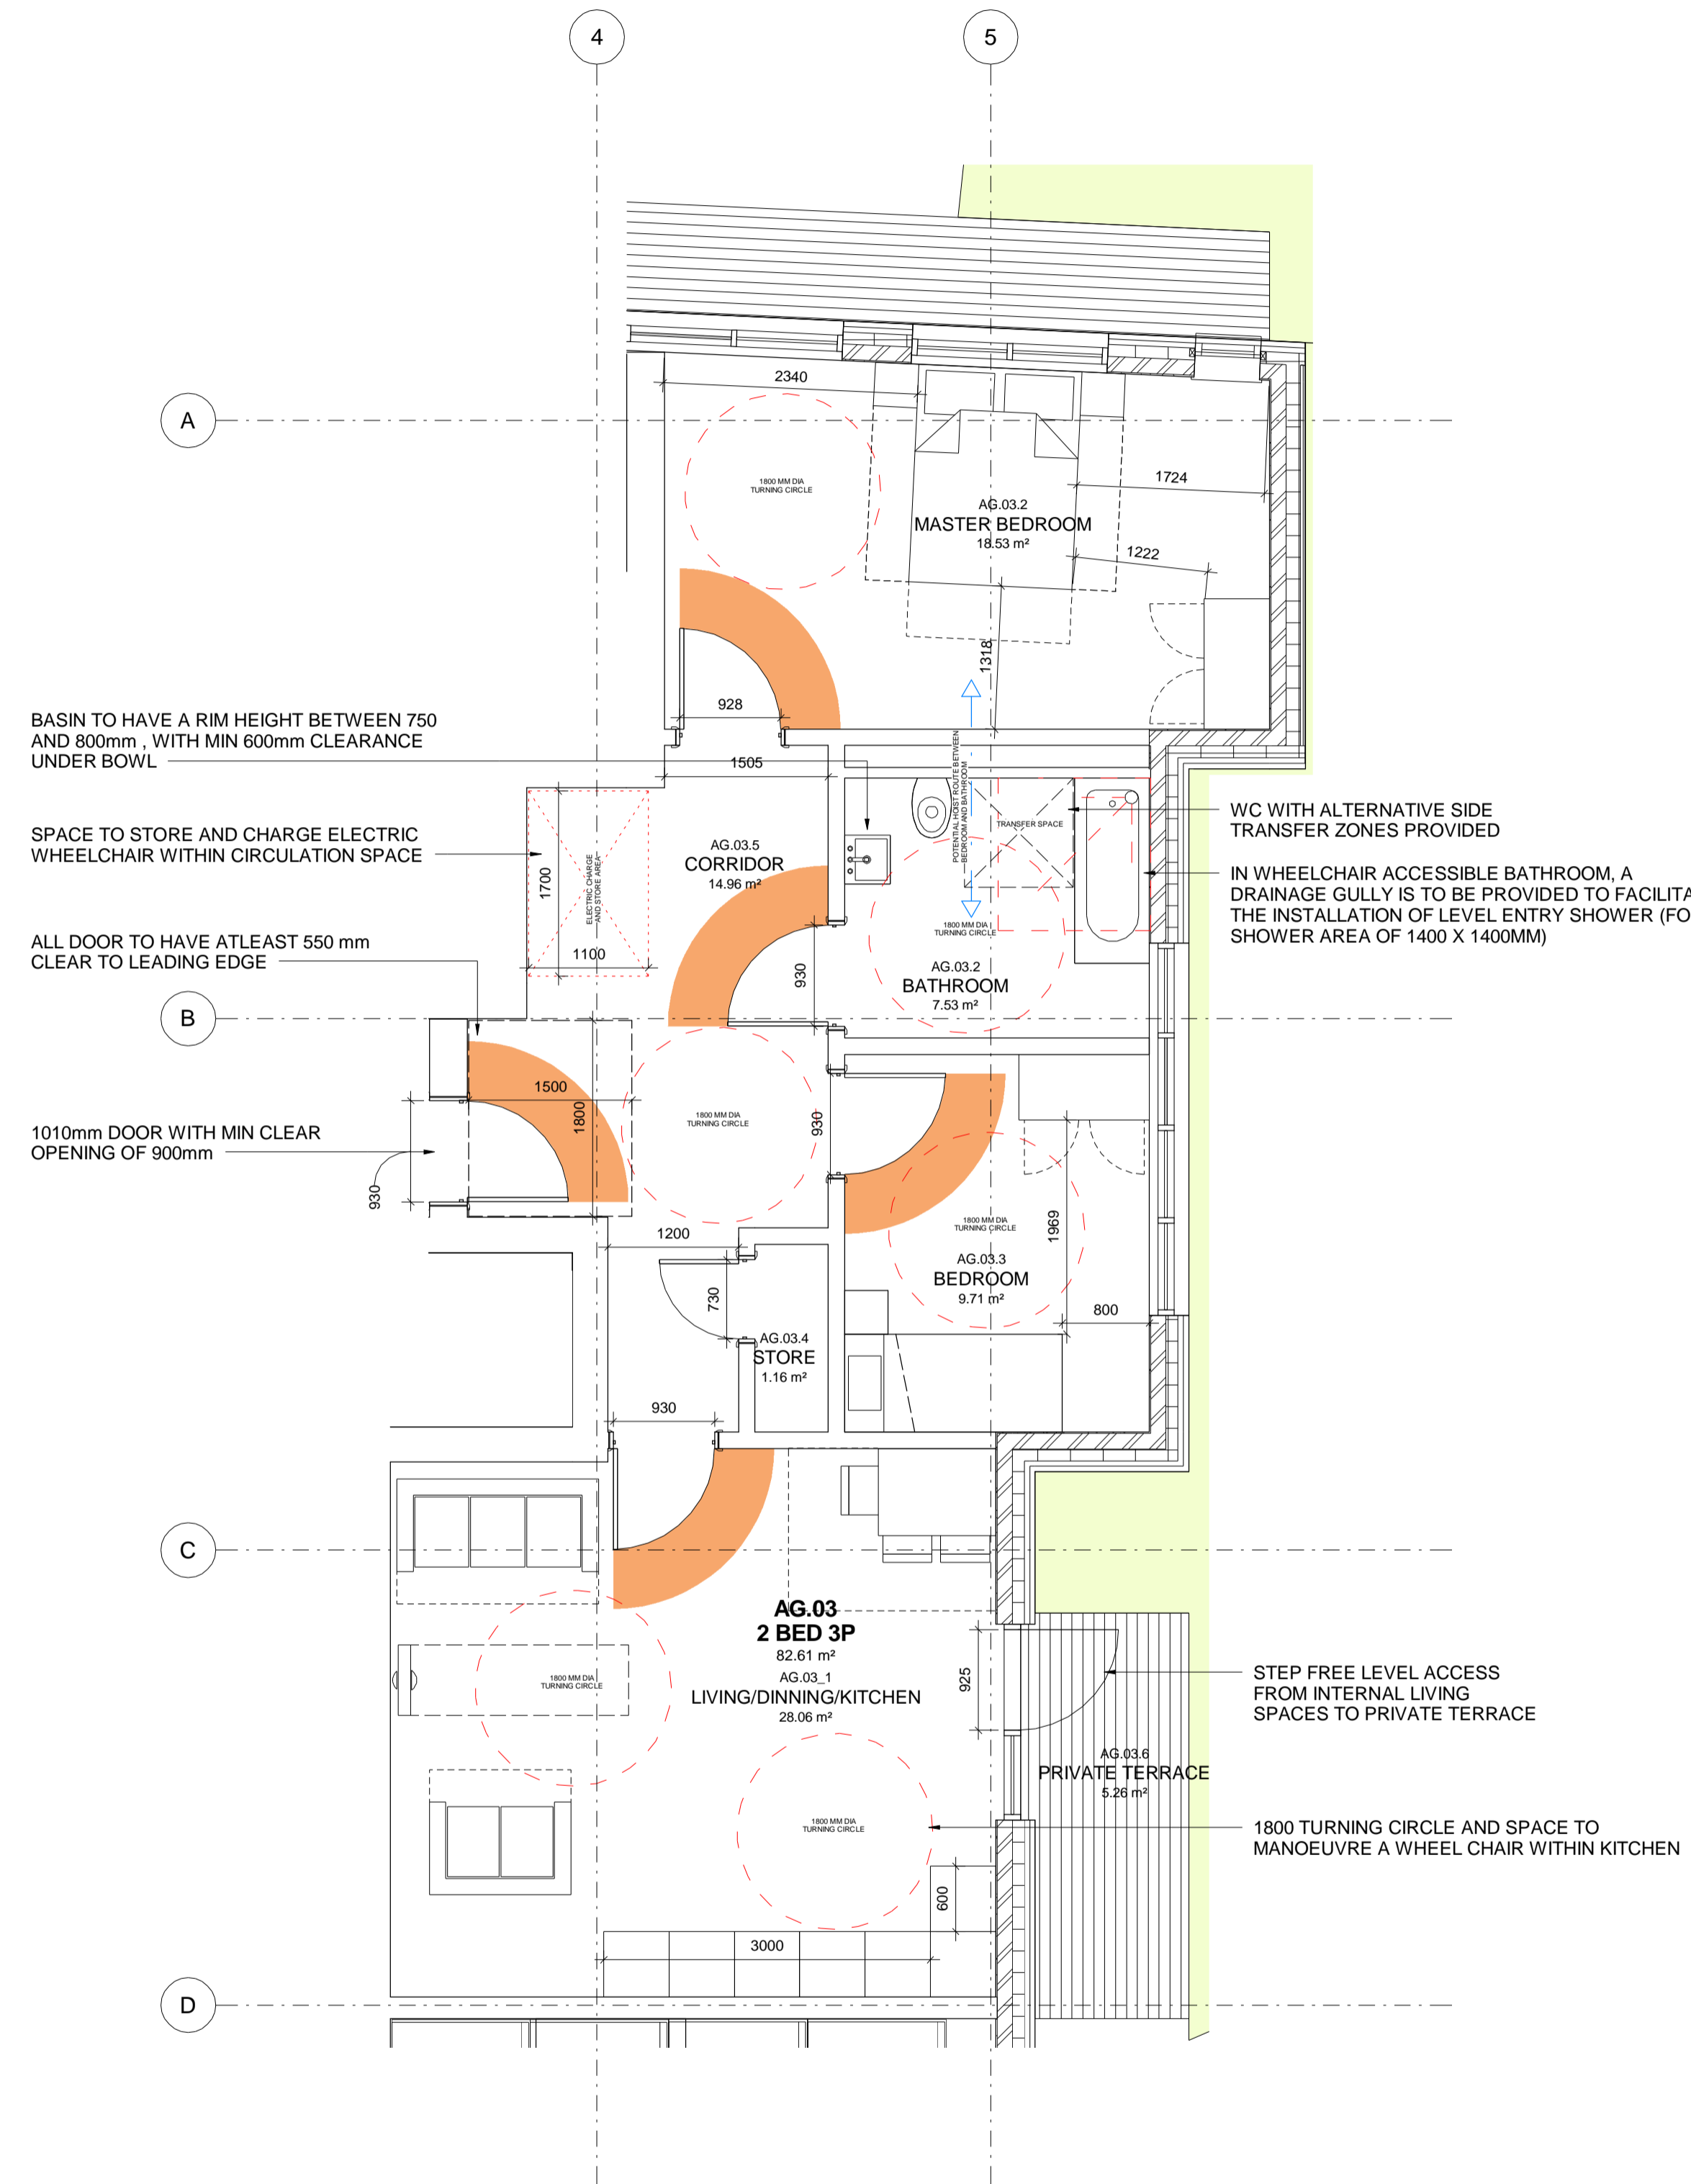 4
5
A
2340
1800 MM DIA
TURNING CIRCLE
1724
AG.03.2
MASTER BEDROOM
18.53 m²
1222
1318
928
BASIN TO HAVE A RIM HEIGHT BETWEEN 750
AND 800mm , WITH MIN 600mm CLEARANCE
UNDER BOWL
1505
POTENTIAL HOIST ROUTE BETWEEN
BEDROOM AND BATHROOM
SPACE TO STORE AND CHARGE ELECTRIC
WHEELCHAIR WITHIN CIRCULATION SPACE
1700
ELECTRIC CHARGE
AND STORE AREA
1100
AG.03.5
CORRIDOR
14.96 m²
TRANSFER SPACE
WC WITH ALTERNATIVE SIDE
TRANSFER ZONES PROVIDED
IN WHEELCHAIR ACCESSIBLE BATHROOM, A
DRAINAGE GULLY IS TO BE PROVIDED TO FACILITA
THE INSTALLATION OF LEVEL ENTRY SHOWER (FO
SHOWER AREA OF 1400 X 1400MM)
ALL DOOR TO HAVE ATLEAST 550 mm
CLEAR TO LEADING EDGE
930
1800 MM DIA
TURNING CIRCLE
AG.03.2
BATHROOM
7.53 m²
B
1500
1800
1800 MM DIA
TURNING CIRCLE
930
1010mm DOOR WITH MIN CLEAR
OPENING OF 900mm
930
1800 MM DIA
TURNING CIRCLE
AG.03.3
BEDROOM
9.71 m²
1969
800
1200
730
AG.03.4
STORE
1.16 m²
930
C
AG.03
2 BED 3P
82.61 m²
AG.03_1
LIVING/DINNING/KITCHEN
28.06 m²
1800 MM DIA
TURNING CIRCLE
925
STEP FREE LEVEL ACCESS
FROM INTERNAL LIVING
SPACES TO PRIVATE TERRACE
AG.03.6
PRIVATE TERRACE
5.26 m²
1800 MM DIA
TURNING CIRCLE
1800 TURNING CIRCLE AND SPACE TO
MANOEUVRE A WHEEL CHAIR WITHIN KITCHEN
600
3000
D